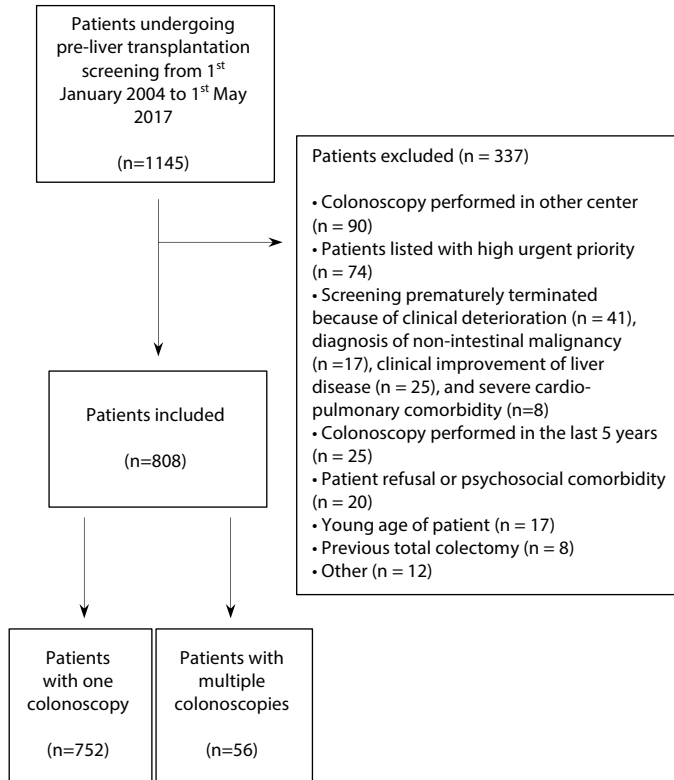 Patients undergoing
pre-liver transplantation
screening from 1st
January 2004 to 1st May
2017
(n=1145)
Patients excluded (n = 337)
• Colonoscopy performed in other center
(n = 90)
• Patients listed with high urgent priority
(n = 74)
• Screening prematurely terminated
because of clinical deterioration (n = 41),
diagnosis of non-intestinal malignancy
(n =17), clinical improvement of liver
disease (n = 25), and severe cardio-
pulmonary comorbidity (n=8)
• Colonoscopy performed in the last 5 years
(n = 25)
• Patient refusal or psychosocial comorbidity
(n = 20)
• Young age of patient (n = 17)
• Previous total colectomy (n = 8)
• Other (n = 12)
Patients included
(n=808)
Patients
with one
colonoscopy
(n=752)
Patients with
multiple
colonoscopies
(n=56)